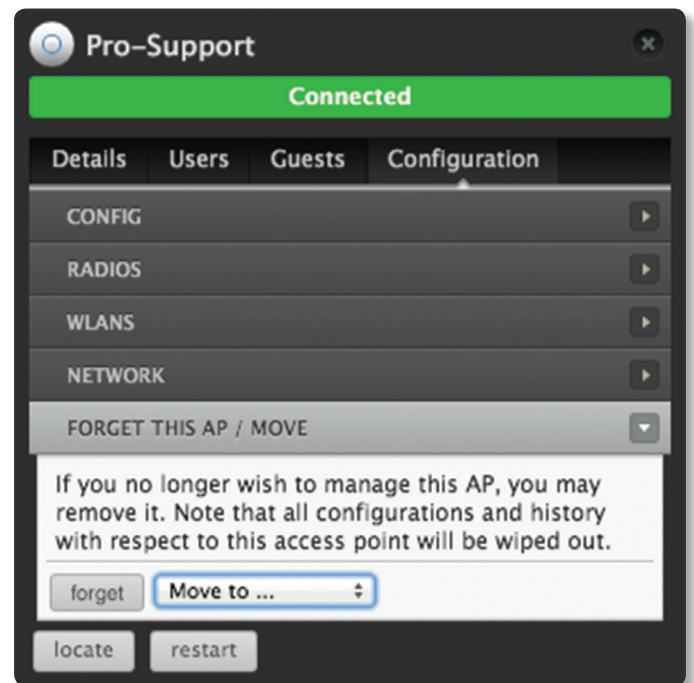 Pro-Support
Connected
Details Users Guests Configuration
CONFIG
RADIOS
WLANS
NETWORK
FORGET THIS AP / MOVE
If you no longer wish to manage this AP, you may
remove it. Note that all configurations and history
with respect to this access point will be wiped out.
forget Move to ...
locate restart